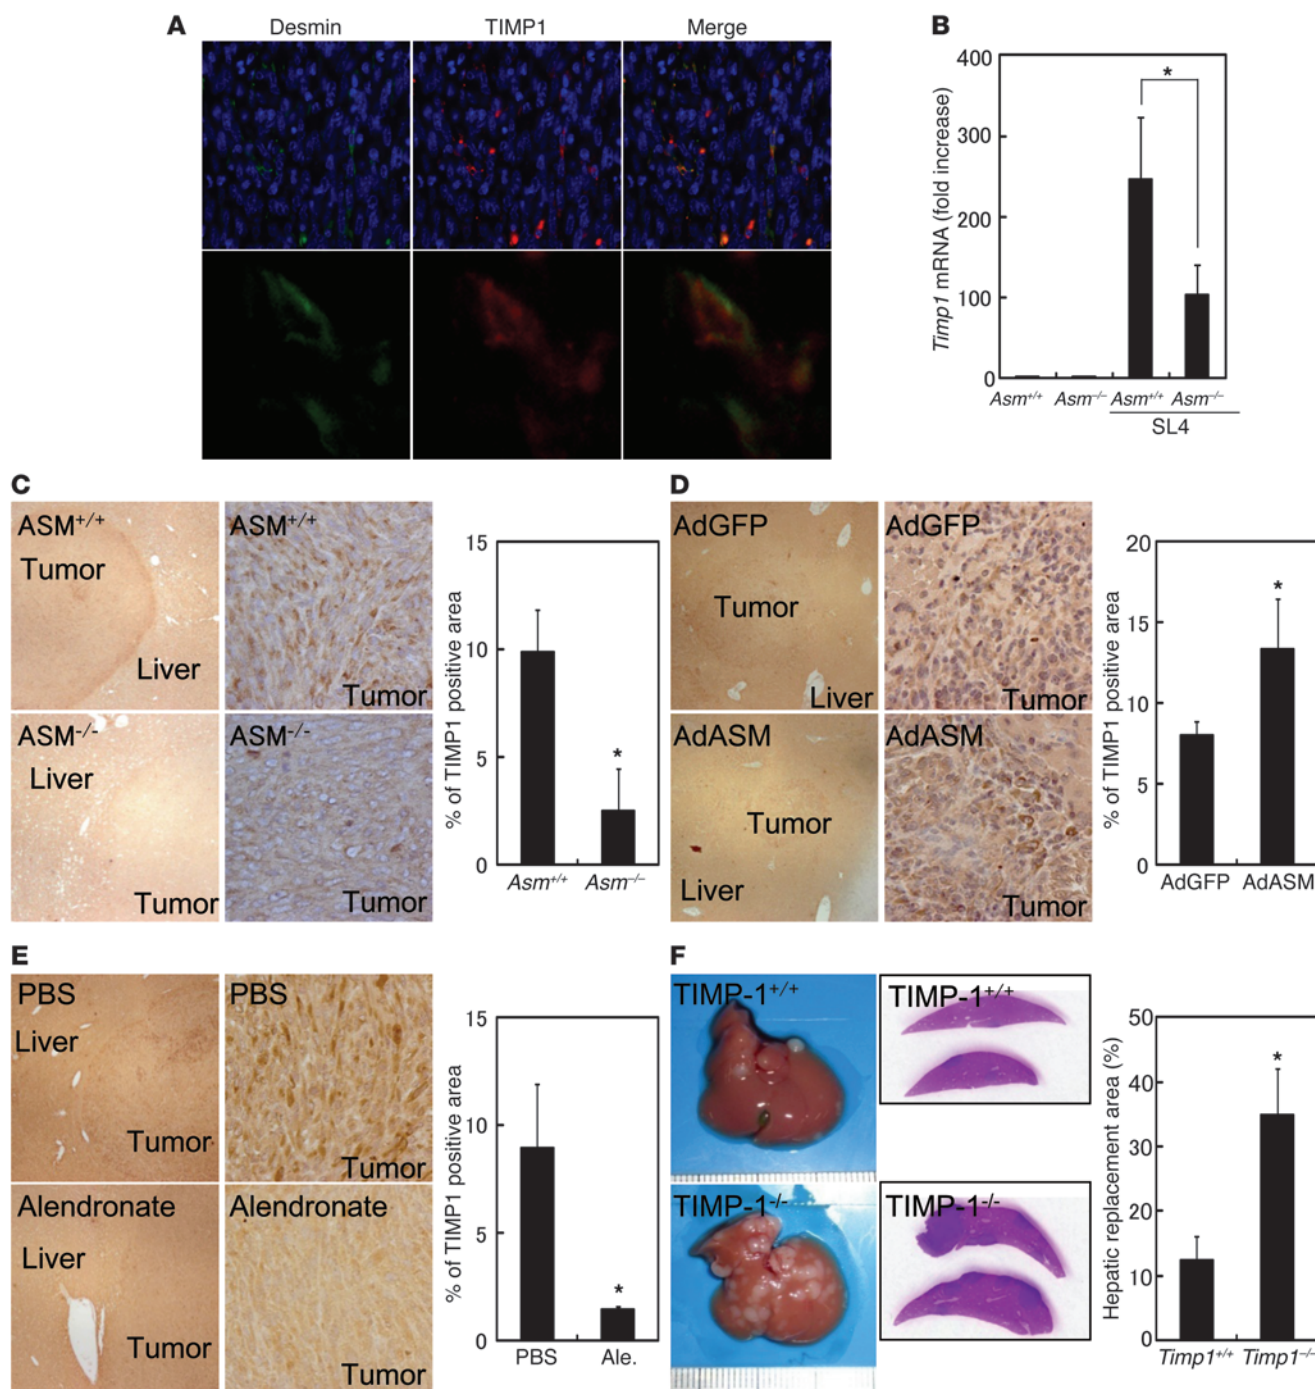 A
Desmin
TIMP1
Merge
B
Timp1 mRNA (fold increase)
400
300
200
100
0
*
Asm+/+
Asm–/–
Asm+/+
Asm–/–
SL4
C
ASM+/+
Tumor
Liver
ASM+/+
Tumor
ASM-/-
Liver
Tumor
ASM-/-
Tumor
% of TIMP1 positive area
15
10
5
0
*
Asm+/+
Asm–/–
D
AdGFP
Tumor
Liver
AdGFP
Tumor
AdASM
Tumor
Liver
AdASM
Tumor
% of TIMP1 positive area
20
15
10
5
0
*
AdGFP
AdASM
E
PBS
Liver
Tumor
PBS
Tumor
Alendronate
Liver
Tumor
Alendronate
Tumor
% of TIMP1 positive area
15
10
5
0
*
PBS
Ale.
F
TIMP-1+/+
TIMP-1+/+
TIMP-1-/-
TIMP-1-/-
Hepatic replacement area (%)
50
40
30
20
10
0
*
Timp1+/+
Timp1–/–